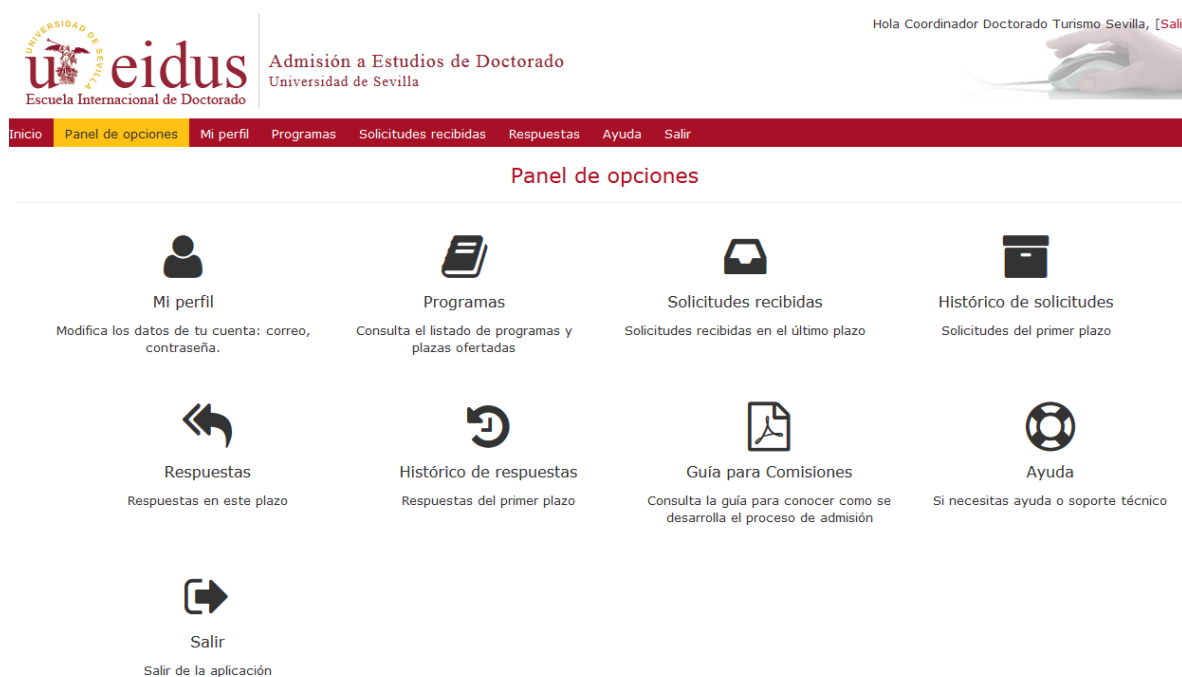 Hola Coordinador Doctorado Turismo Sevilla, [Sali
UNIVERSIDAD DE SEVILLA
eidus
Escuela Internacional de Doctorado
Admisión a Estudios de Doctorado
Universidad de Sevilla
Inicio Panel de opciones Mi perfil Programas Solicitudes recibidas Respuestas Ayuda Salir
Panel de opciones
Mi perfil
Modifica los datos de tu cuenta: correo,
contraseña.
Programas
Consulta el listado de programas y
plazas ofertadas
Solicitudes recibidas
Solicitudes recibidas en el último plazo
Histórico de solicitudes
Solicitudes del primer plazo
Respuestas
Respuestas en este plazo
Histórico de respuestas
Respuestas del primer plazo
Guía para Comisiones
Consulta la guía para conocer como se
desarrolla el proceso de admisión
Ayuda
Si necesitas ayuda o soporte técnico
Salir
Salir de la aplicación